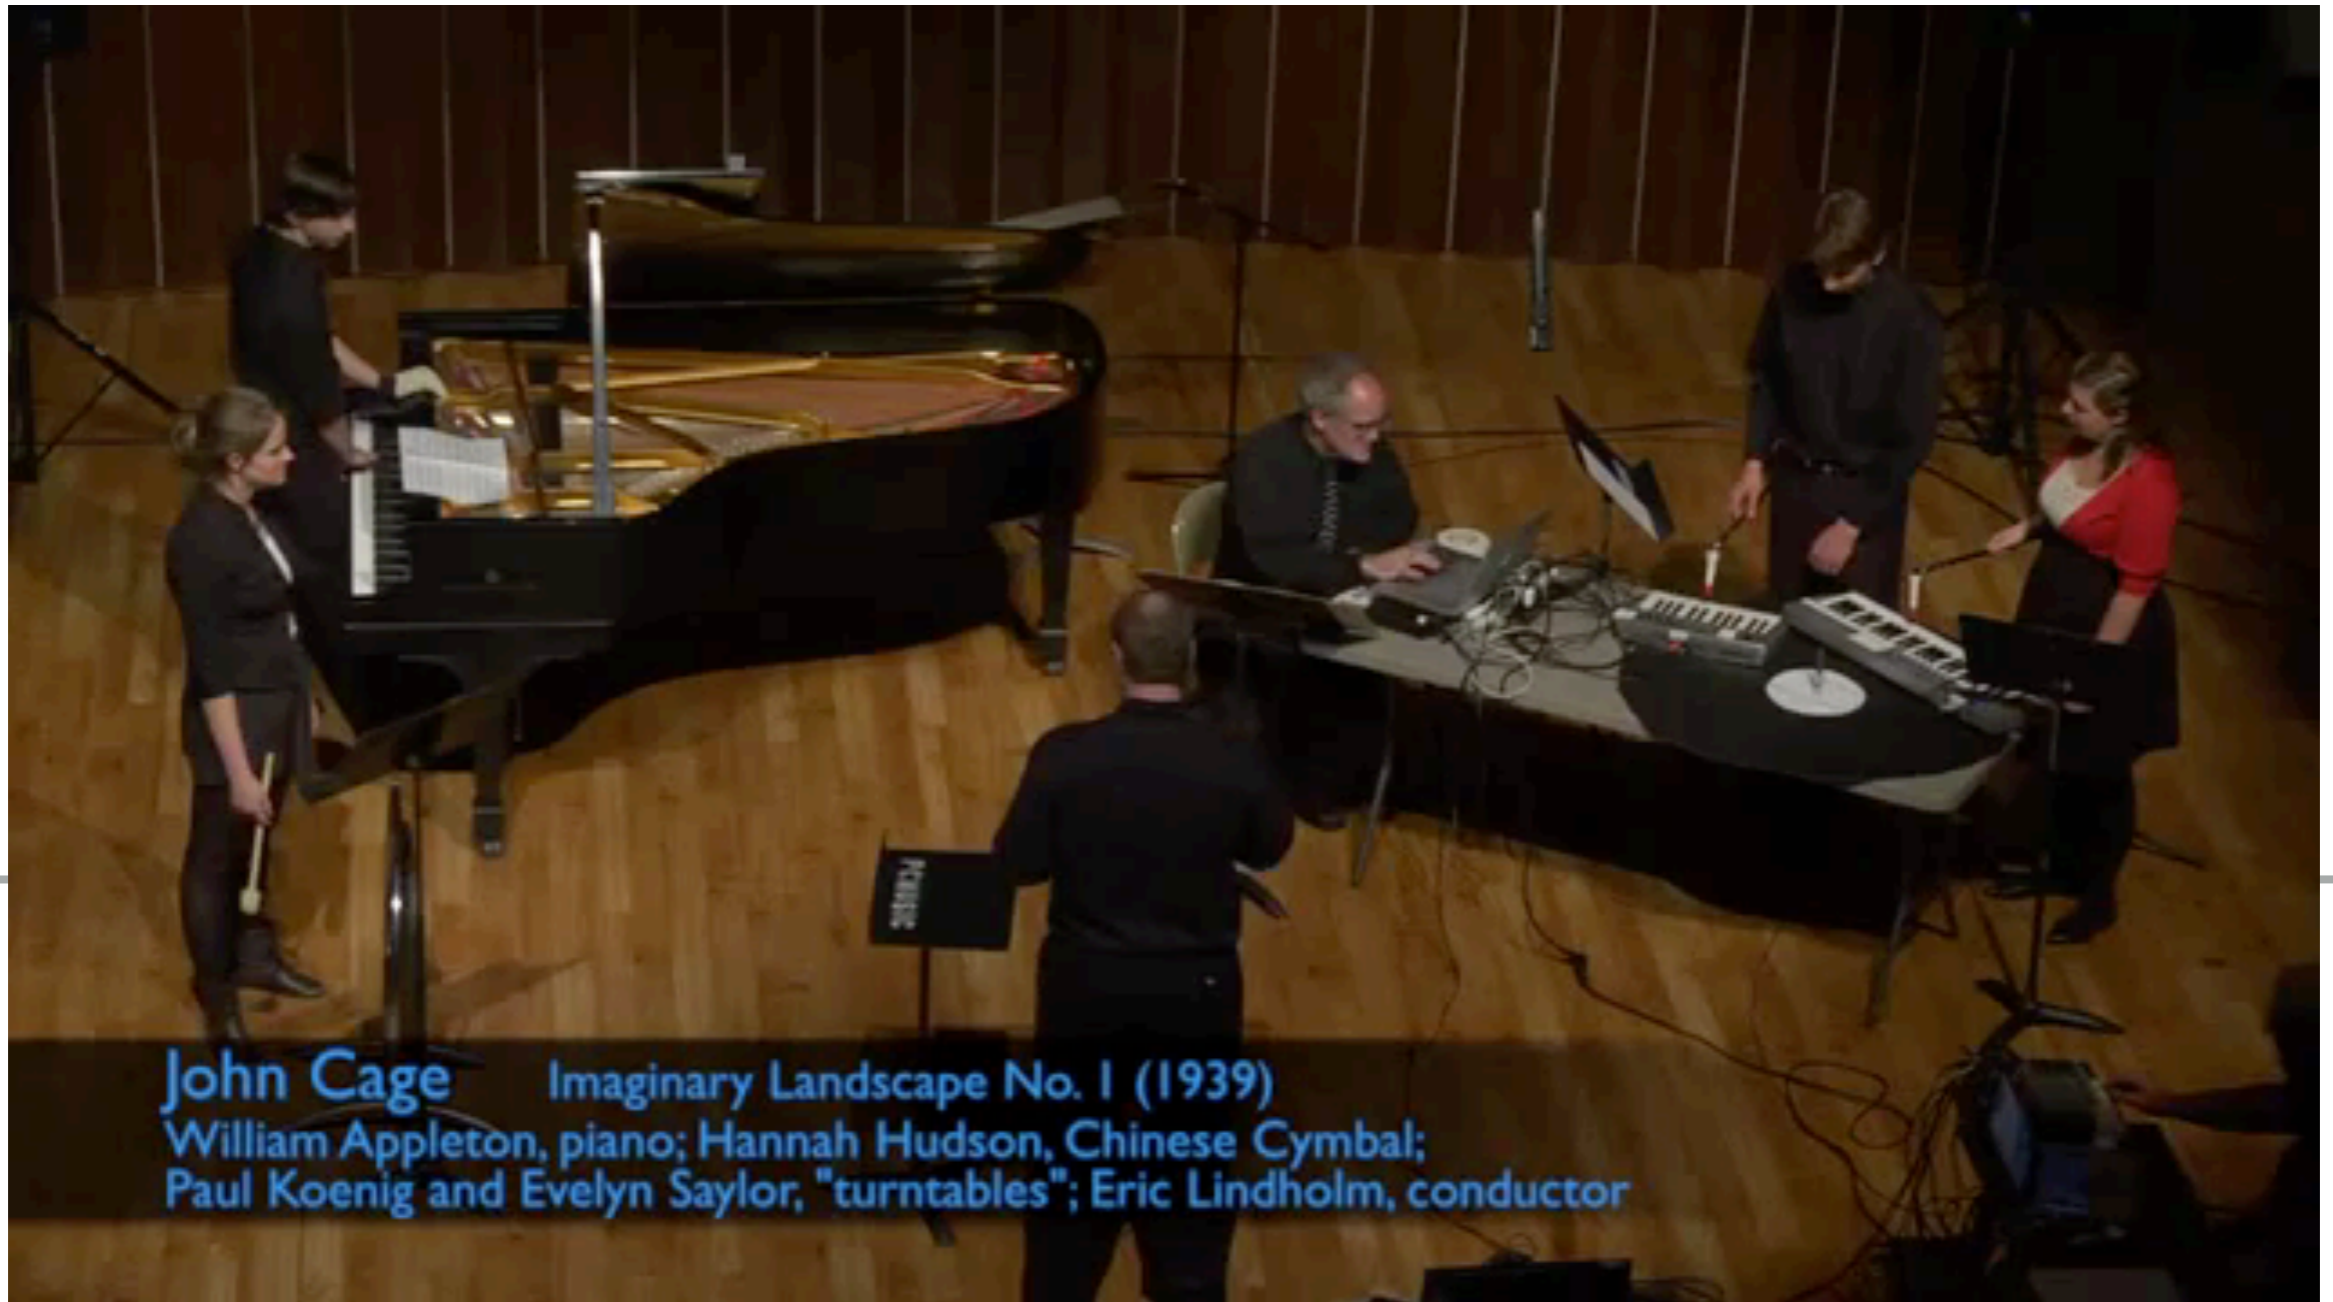 PCMUSIC
John Cage Imaginary Landscape No. 1 (1939)
William Appleton, piano; Hannah Hudson, Chinese Cymbal;
Paul Koenig and Evelyn Saylor, "turntables"; Eric Lindholm, conductor